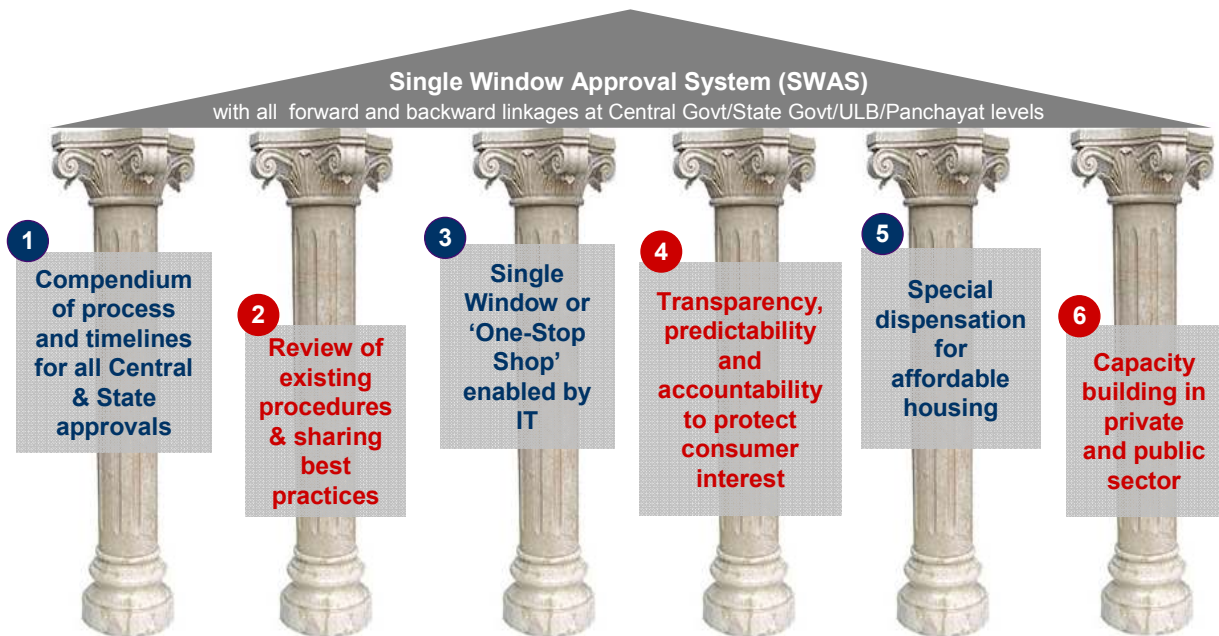 Single Window Approval System (SWAS)
with all forward and backward linkages at Central Govt/State Govt/ULB/Panchayat levels
1
Compendium
of process
and timelines
for all Central
& State
approvals
2
Review of
existing
procedures
& sharing
best
practices
3
Single
Window or
‘One-Stop
Shop’
enabled by
IT
4
Transparency,
predictability
and
accountability
to protect
consumer
interest
5
Special
dispensation
for
affordable
housing
6
Capacity
building in
private
and public
sector